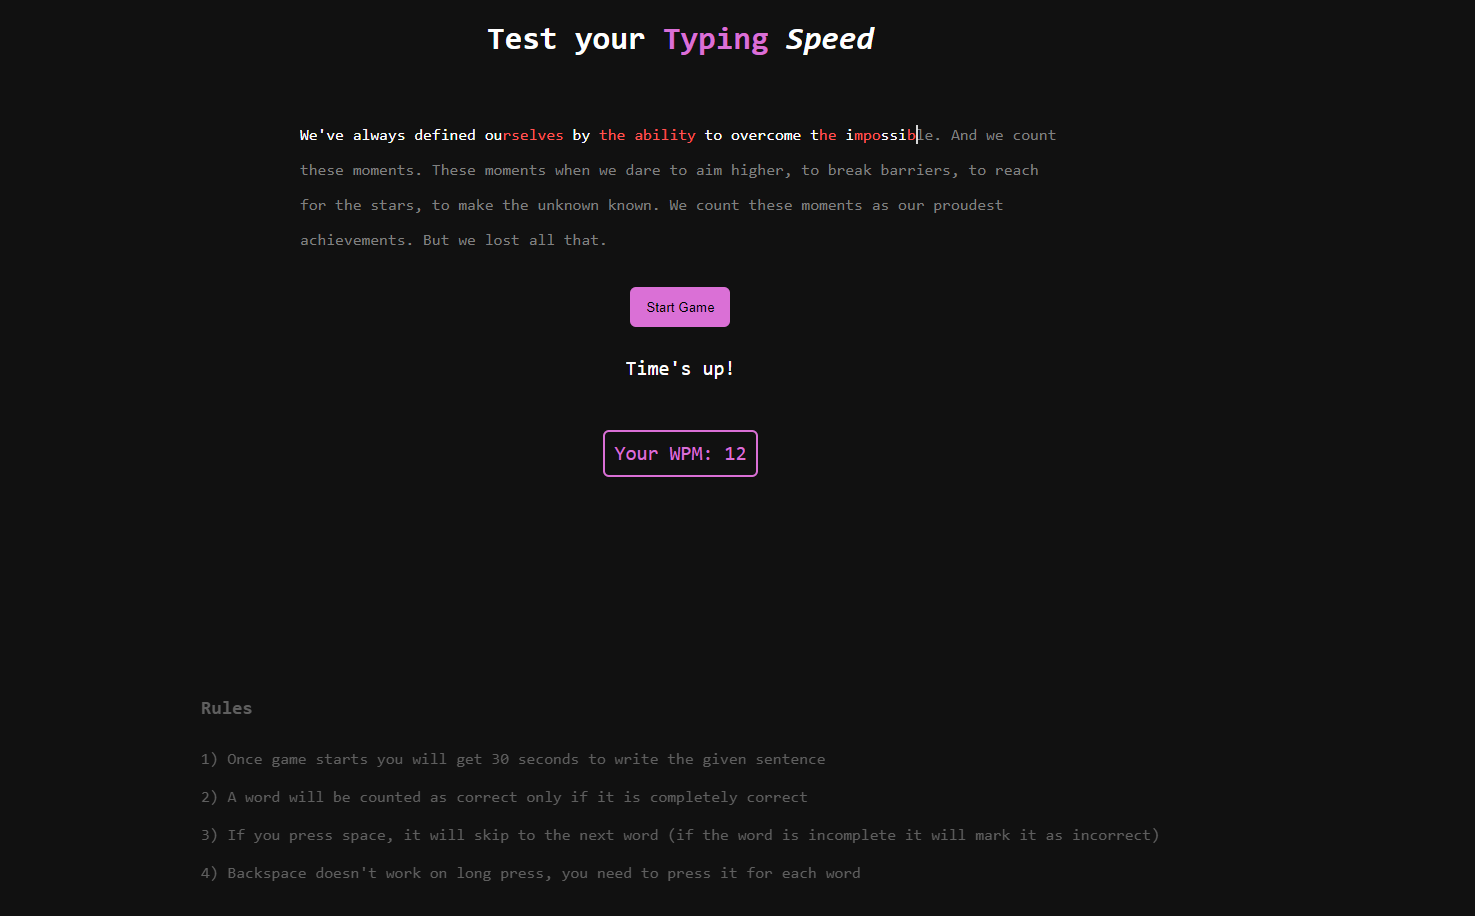 Test your Typing Speed
We've always defined ourselves by the ability to overcome the impossible. And we count
these moments. These moments when we dare to aim higher, to break barriers, to reach
for the stars, to make the unknown known. We count these moments as our proudest
achievements. But we lost all that.
Start Game
Time's up!
Your WPM: 12
Rules
1) Once game starts you will get 30 seconds to write the given sentence
2) A word will be counted as correct only if it is completely correct
3) If you press space, it will skip to the next word (if the word is incomplete it will mark it as incorrect)
4) Backspace doesn't work on long press, you need to press it for each word